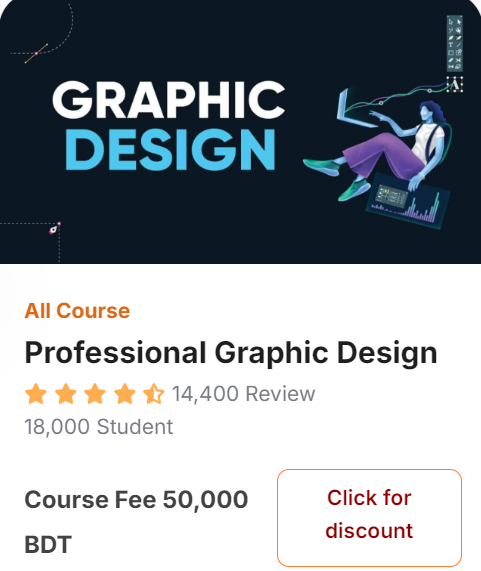 GRAPHIC
DESIGN
All Course
Professional Graphic Design
14,400 Review
18,000 Student
Course Fee 50,000
BDT
Click for
discount